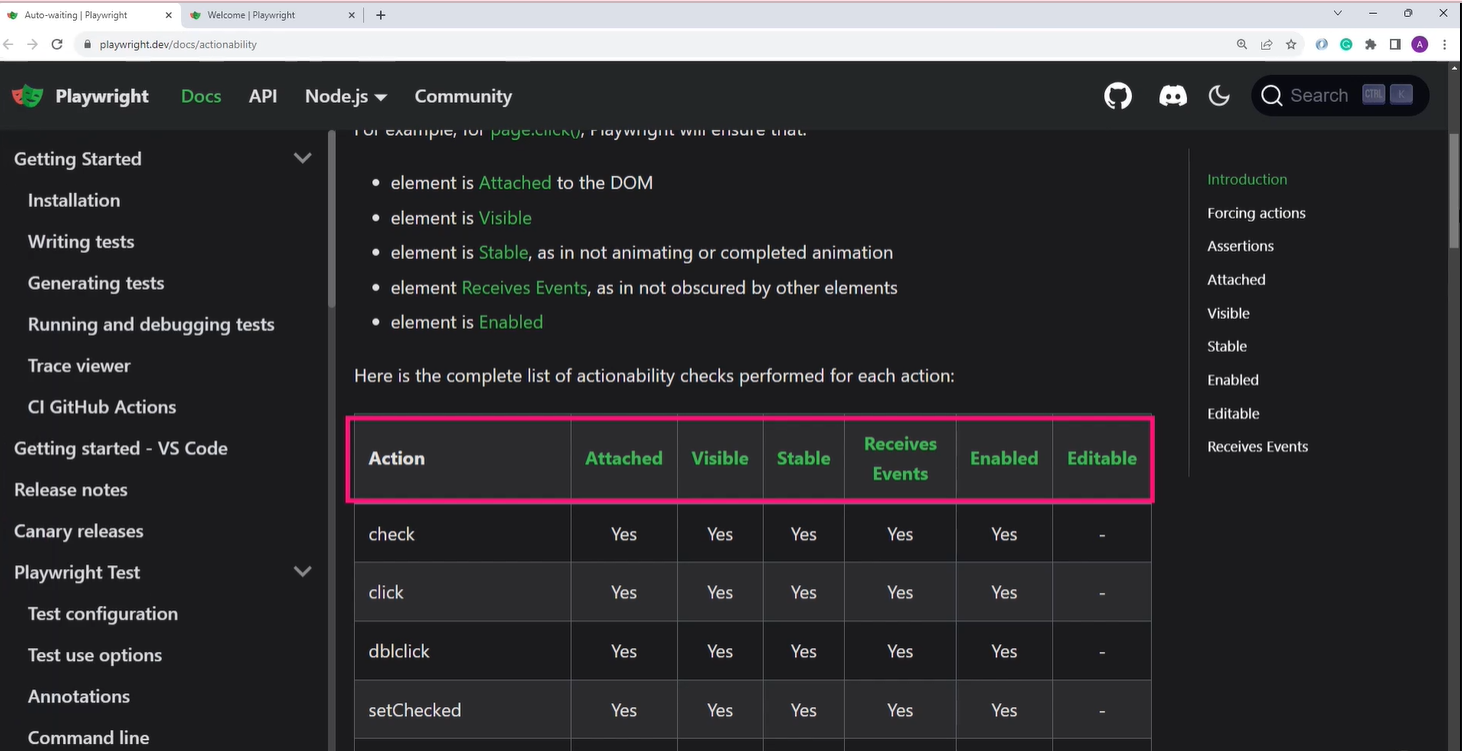 Auto-waiting | Playwright
Welcome | Playwright
playwright.dev/docs/actionability
A
Playwright
Docs
API
Node.js
Community
Search
CTRL
K
Getting Started
Installation
Writing tests
Generating tests
Running and debugging tests
Trace viewer
CI GitHub Actions
Getting started - VS Code
Release notes
Canary releases
Playwright Test
Test configuration
Test use options
Annotations
Command line
For example, for page.click(), Playwright will ensure that:
• element is Attached to the DOM
• element is Visible
• element is Stable, as in not animating or completed animation
• element Receives Events, as in not obscured by other elements
• element is Enabled
Here is the complete list of actionability checks performed for each action:
Action Attached Visible Stable Receives Events Enabled Editable
check Yes Yes Yes Yes Yes -
click Yes Yes Yes Yes Yes -
dblclick Yes Yes Yes Yes Yes -
setChecked Yes Yes Yes Yes Yes -
Introduction
Forcing actions
Assertions
Attached
Visible
Stable
Enabled
Editable
Receives Events